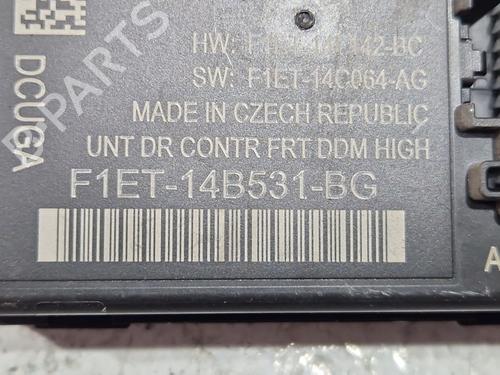 HW:
SW: F1ET-14C064-AG
MADE IN CZECH REPUBLIC
UNT DR CONTR FRT DDM HIGH
F1ET-14B531-BG
DCUGA
B-PARTS